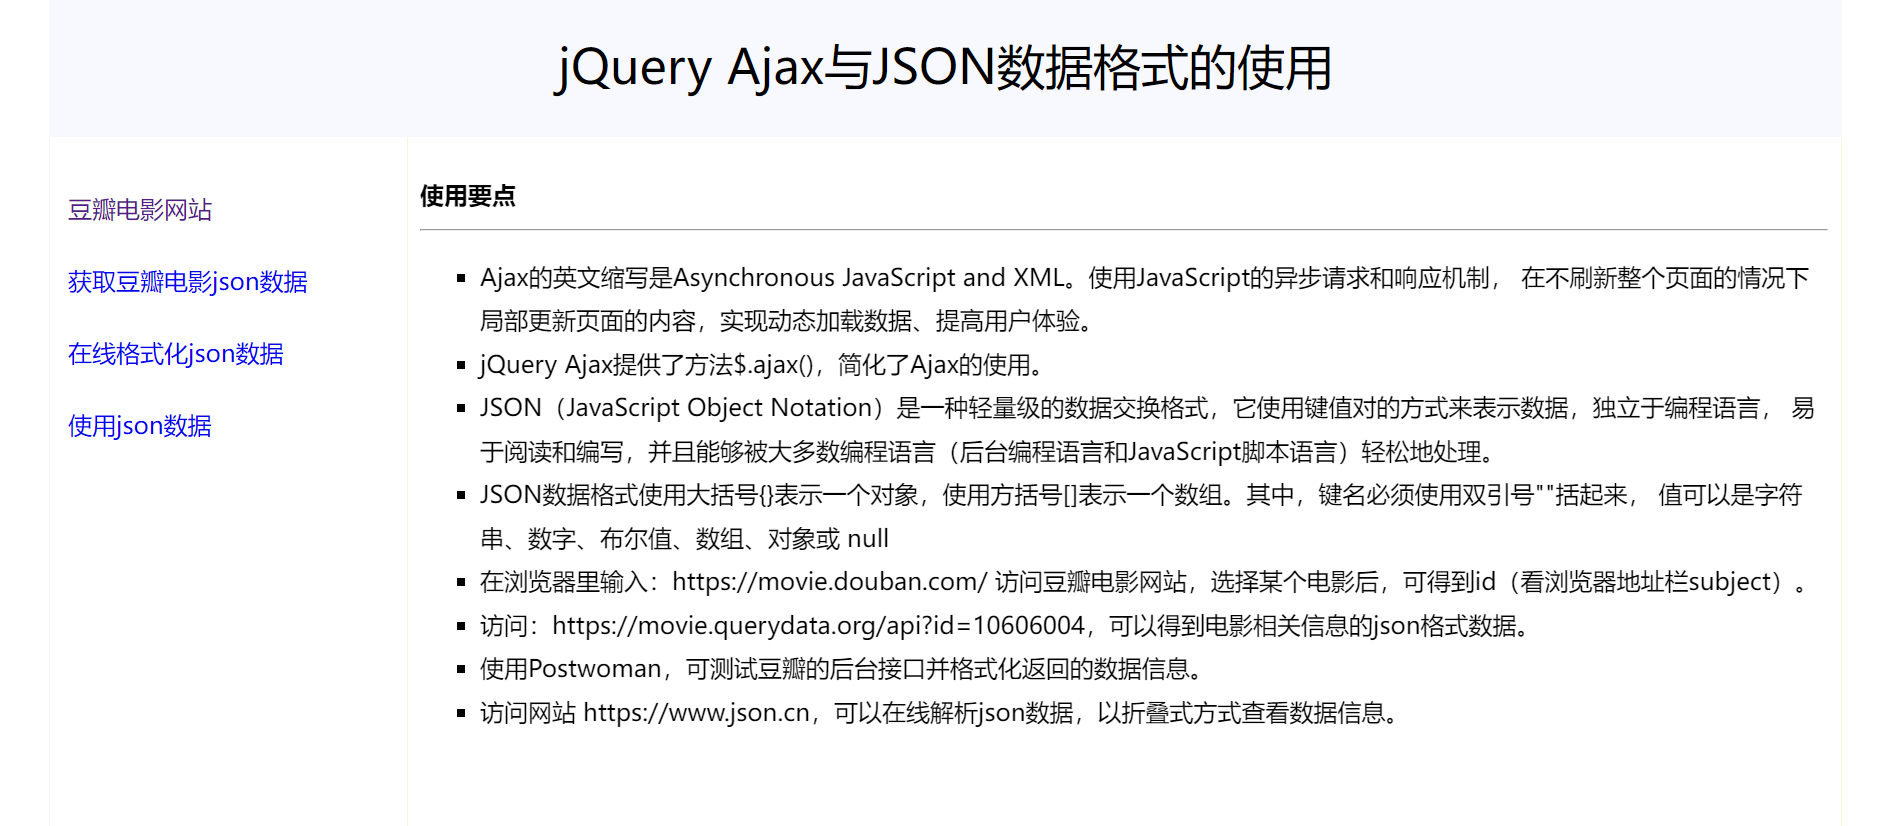 jQuery Ajax与JSON数据格式的使用
豆瓣电影网站
获取豆瓣电影json数据
在线格式化json数据
使用json数据
使用要点
Ajax的英文缩写是Asynchronous JavaScript and XML。使用JavaScript的异步请求和响应机制， 在不刷新整个页面的情况下
局部更新页面的内容，实现动态加载数据、提高用户体验。
jQuery Ajax提供了方法$.ajax()，简化了Ajax的使用。
JSON（JavaScript Object Notation）是一种轻量级的数据交换格式，它使用键值对的方式来表示数据，独立于编程语言， 易
于阅读和编写，并且能够被大多数编程语言（后台编程语言和JavaScript脚本语言）轻松地处理。
JSON数据格式使用大括号{}表示一个对象，使用方括号[]表示一个数组。其中，键名必须使用双引号""括起来， 值可以是字符
串、数字、布尔值、数组、对象或 null
在浏览器里输入：https://movie.douban.com/ 访问豆瓣电影网站，选择某个电影后，可得到id（看浏览器地址栏subject）。
访问：https://movie.querydata.org/api?id=10606004，可以得到电影相关信息的json格式数据。
使用Postwoman，可测试豆瓣的后台接口并格式化返回的数据信息。
访问网站 https://www.json.cn，可以在线解析json数据，以折叠式方式查看数据信息。